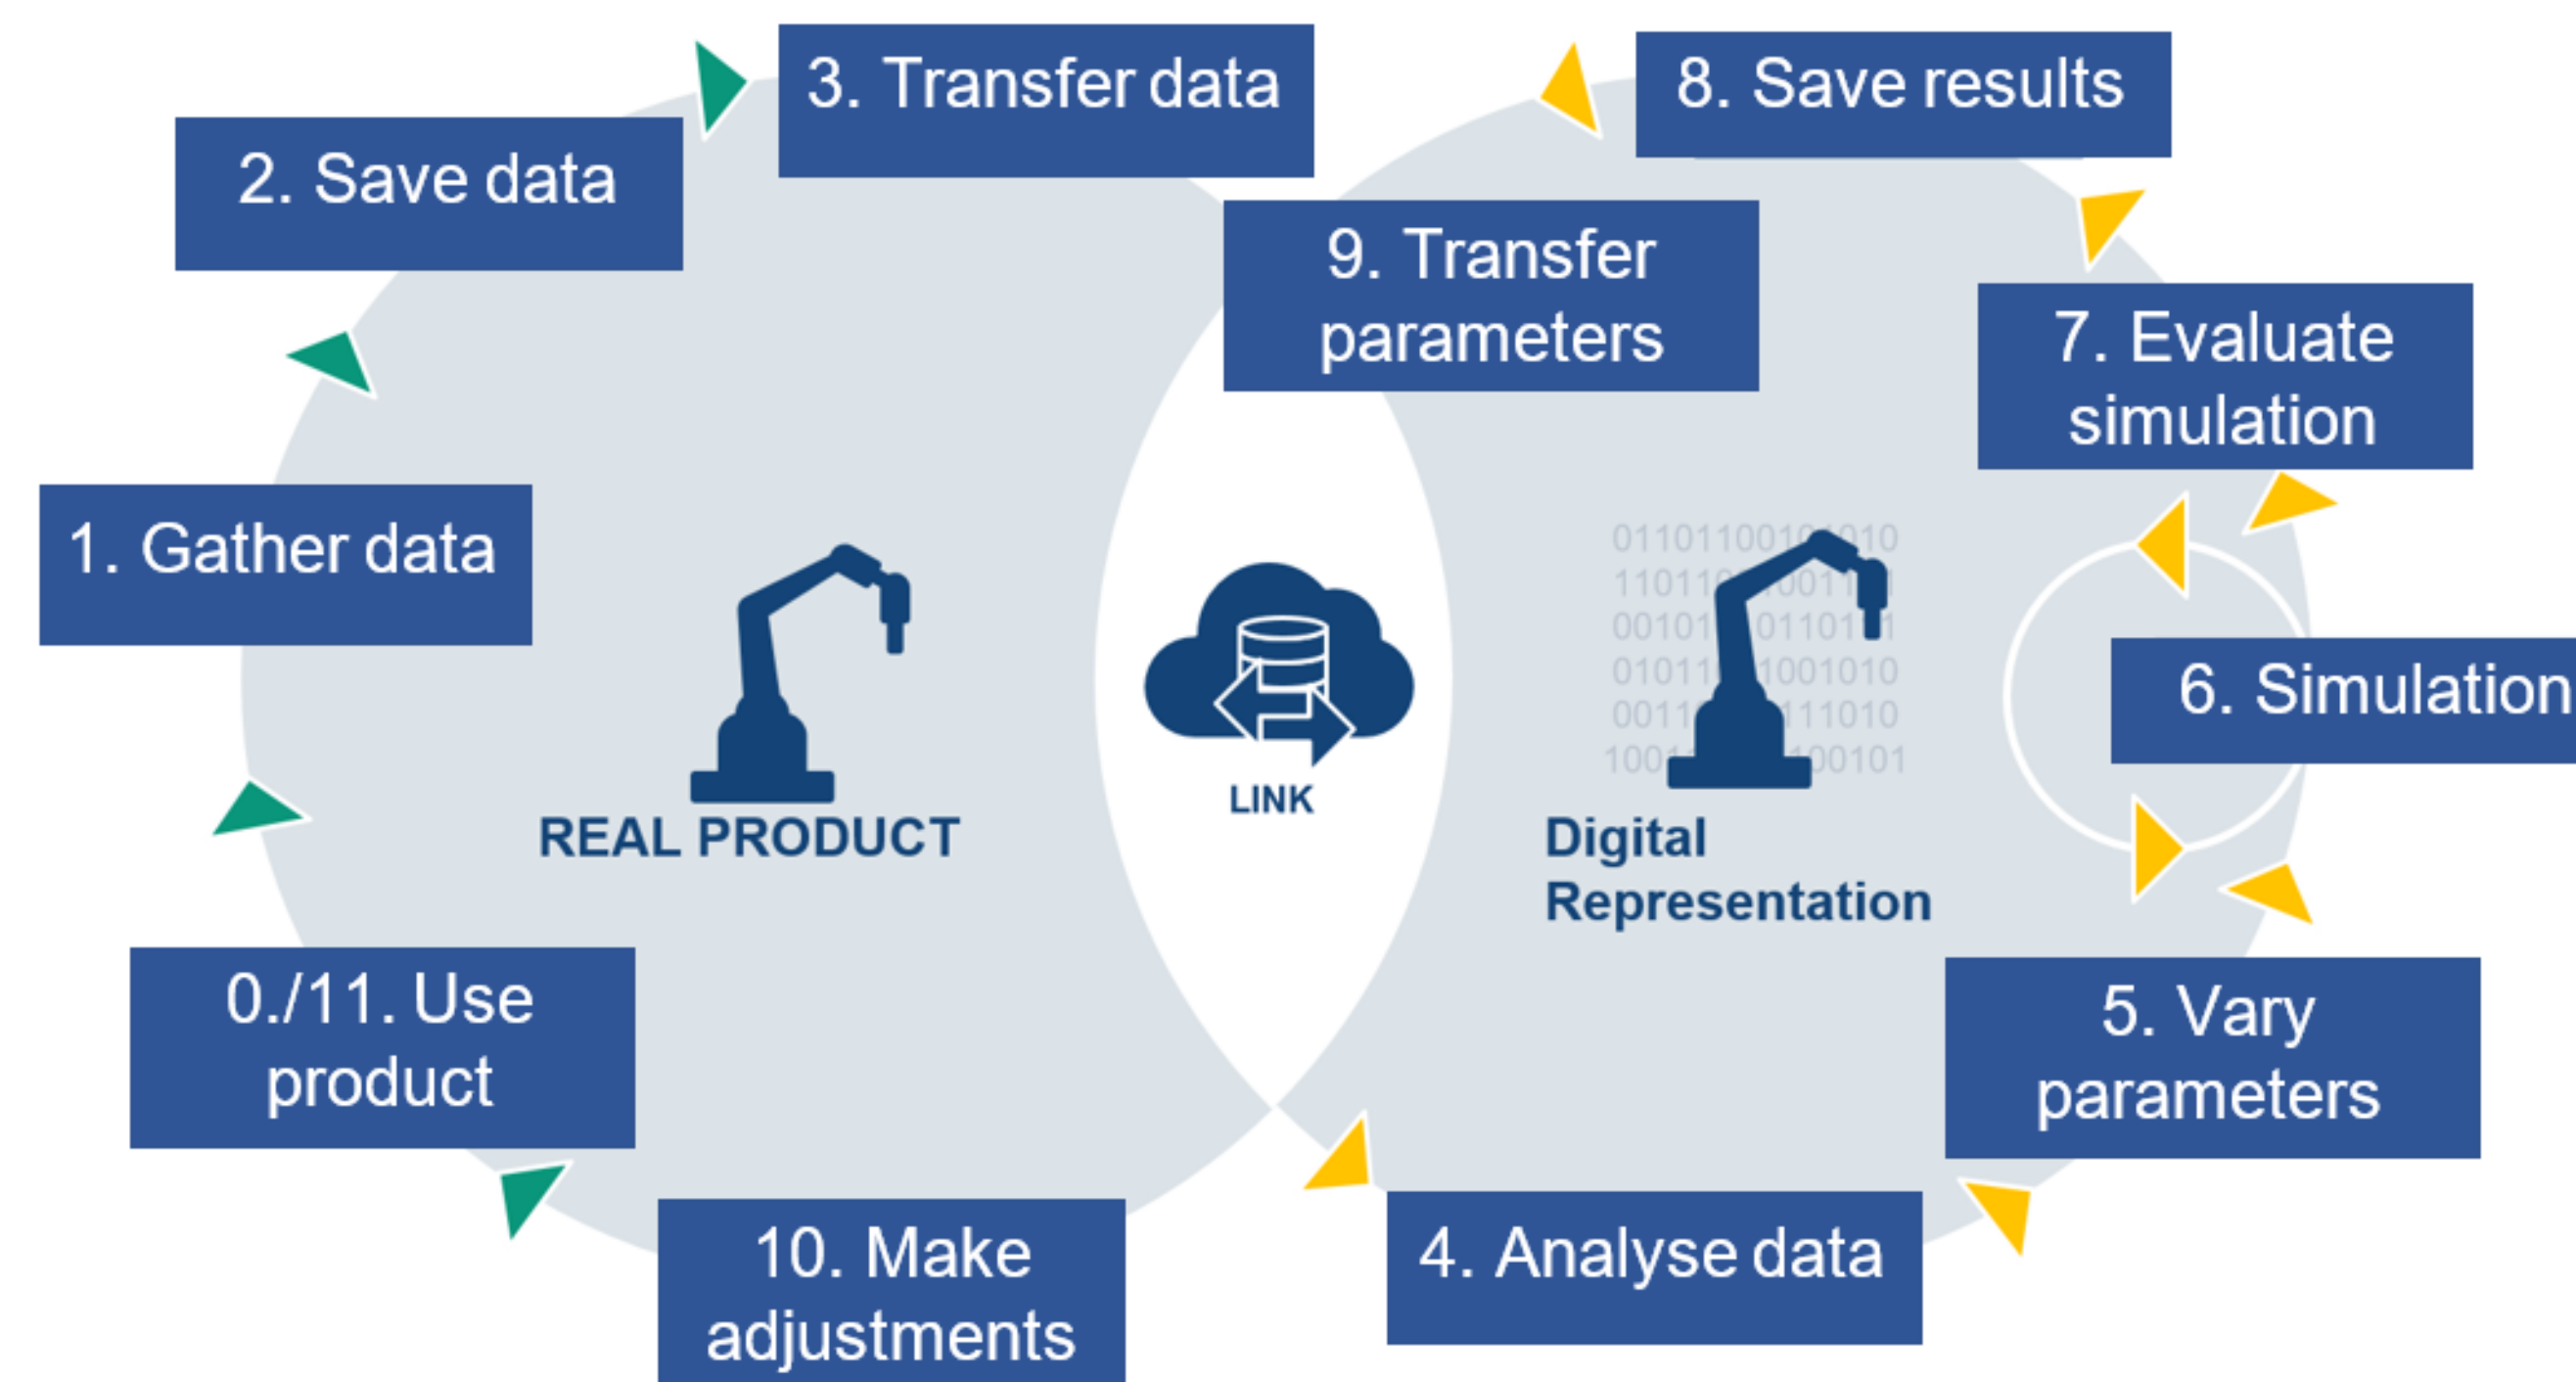 3. Transfer data
8. Save results
2. Save data
9. Transfer
parameters
7. Evaluate
simulation
1. Gather data
6. Simulation
REAL PRODUCT
LINK
Digital
Representation
0./11. Use
product
5. Vary
parameters
10. Make
adjustments
4. Analyse data